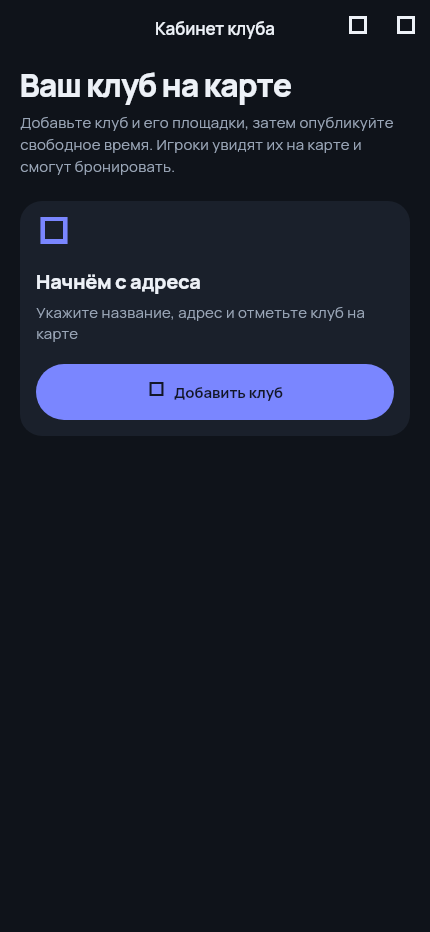 Кабинет клуба
Ваш клуб на карте
Добавьте клуб и его площадки, затем опубликуйте
свободное время. Игроки увидят их на карте и
смогут бронировать.
Начнём с адреса
Укажите название, адрес и отметьте клуб на
карте
Добавить клуб